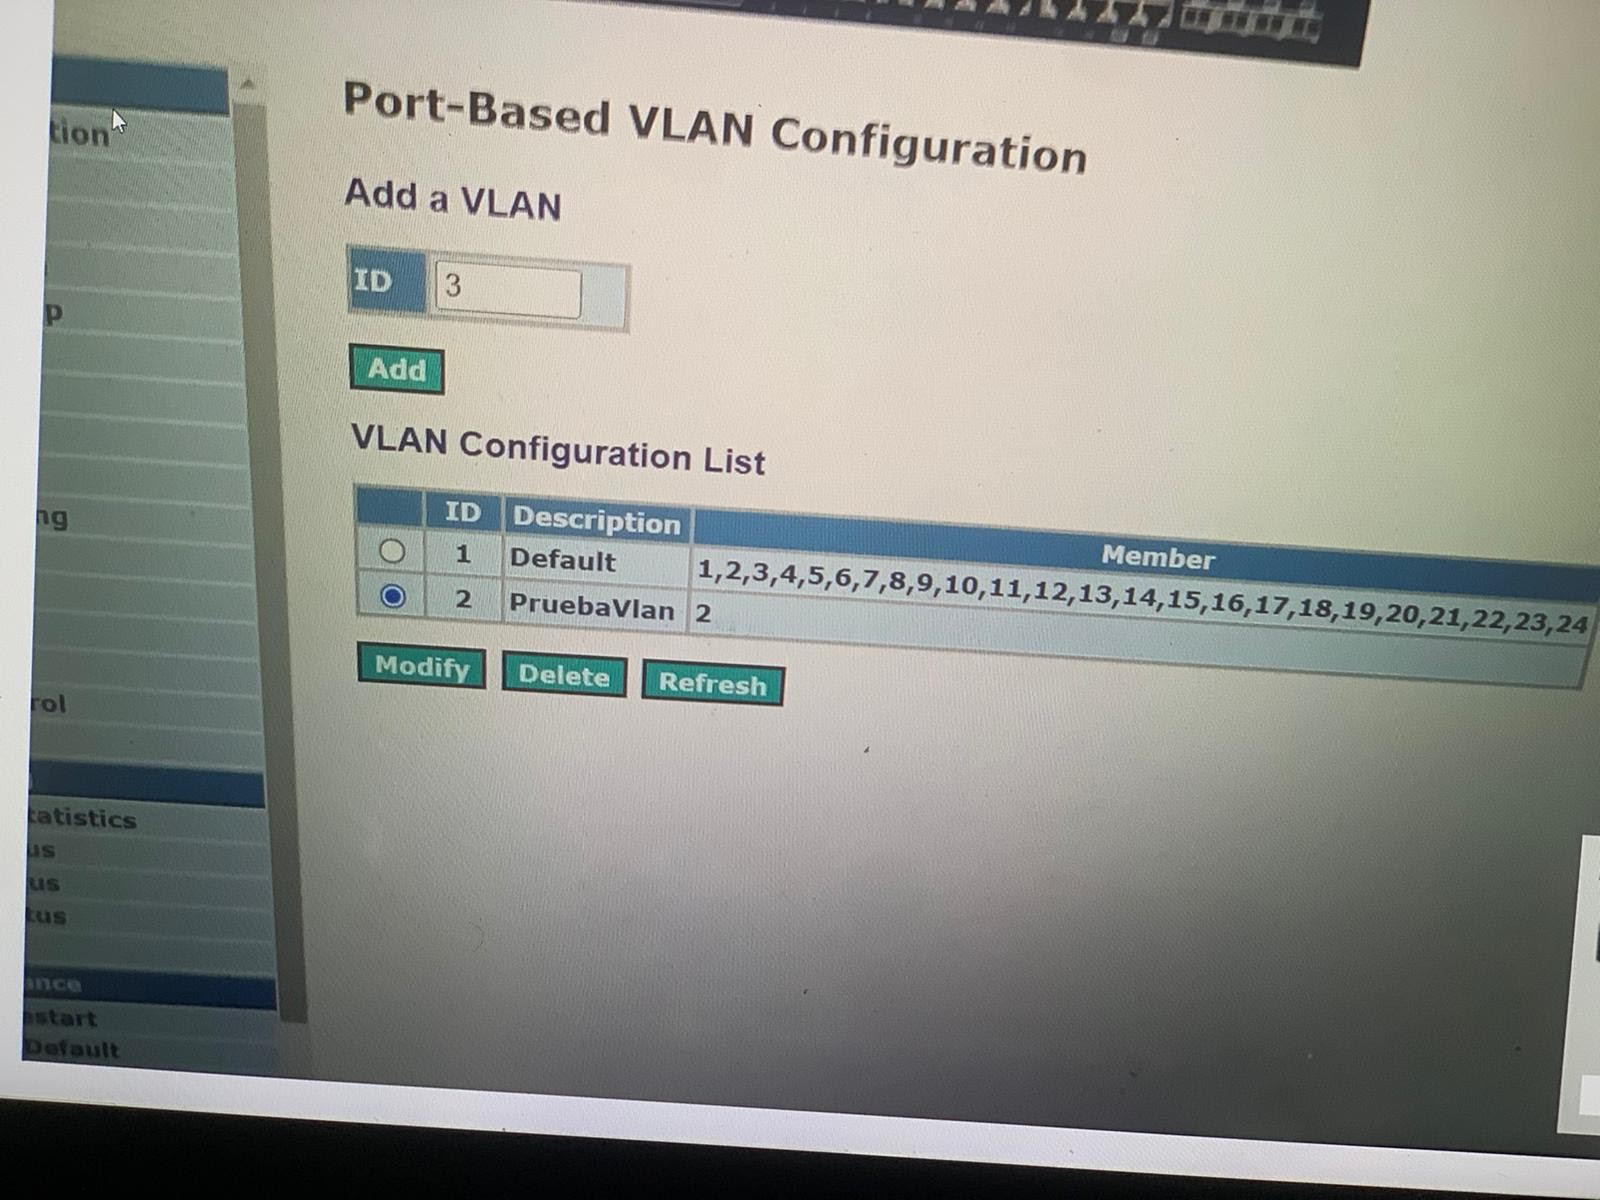 Port-Based VLAN Configuration
Add a VLAN
ID 3
Add
VLAN Configuration List
ID Description Member
1 Default 1,2,3,4,5,6,7,8,9,10,11,12,13,14,15,16,17,18,19,20,21,22,23,24
2 PruebaVlan 2
Modify Delete Refresh
tion
p
ng
rol
tatistics
us
us
tus
ance
estart
Default